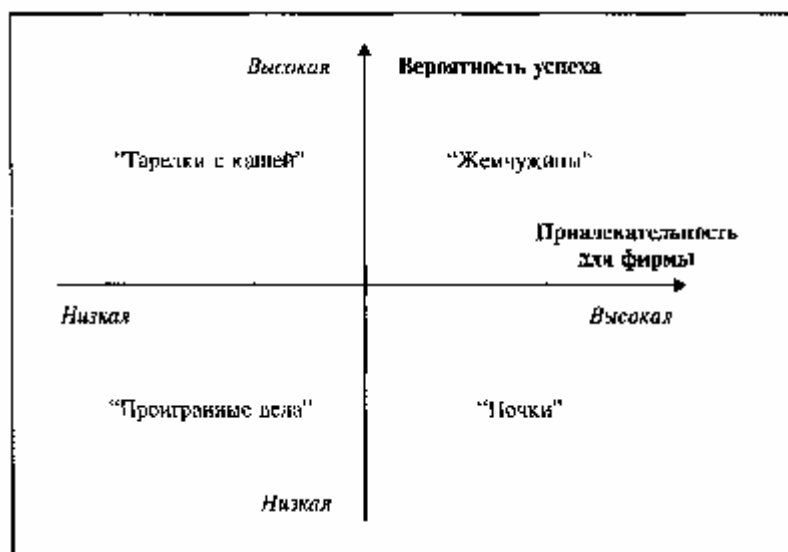 Высокая Вероятность успеха
"Тарелки с кашей" "Жемчужины"
Привлекательность
для фирмы
Низкая Высокая
"Проигранные дела" "Почки"
Низкая